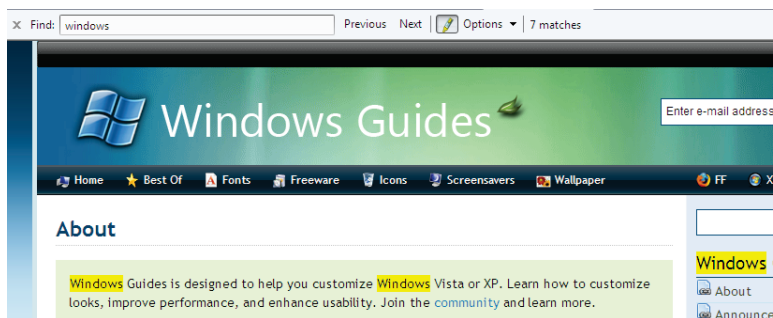 x Find: windows Previous Next Options 7 matches
Windows Guides
Enter e-mail address
Home Best Of Fonts Freeware Icons Screensavers Wallpaper FF X
About
Windows Guides is designed to help you customize Windows Vista or XP. Learn how to customize
looks, improve performance, and enhance usability. Join the community and learn more.
Windows
About
Announce